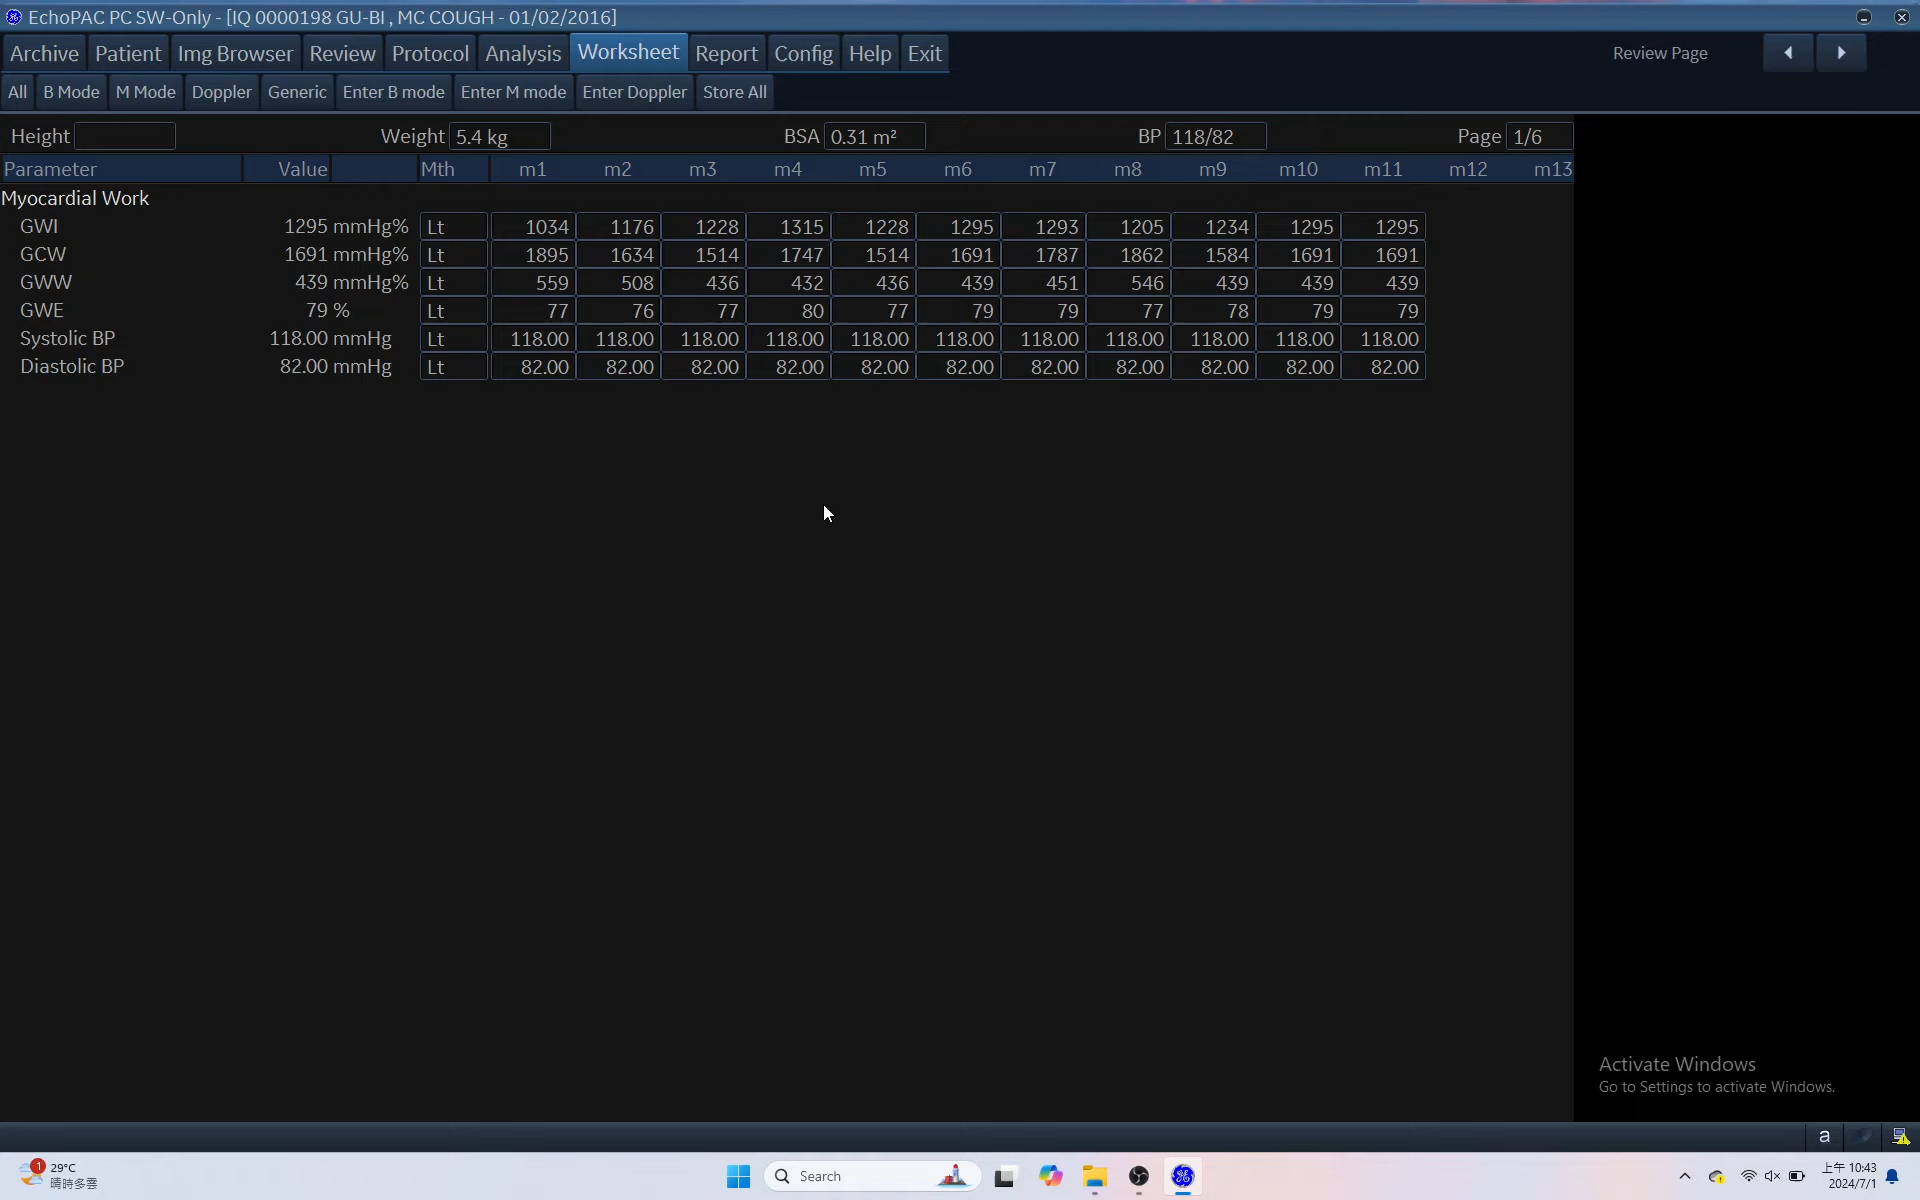 EchoPAC PC SW-Only - [IQ 0000198 GU-BI , MC COUGH - 01/02/2016]
Archive Patient Img Browser Review Protocol Analysis Worksheet Report Config Help Exit Review Page
All B Mode M Mode Doppler Generic Enter B mode Enter M mode Enter Doppler Store All
Height Weight 5.4 kg BSA 0.31 m² BP 118/82 Page 1/6
Parameter Value Mth m1 m2 m3 m4 m5 m6 m7 m8 m9 m10 m11 m12 m13
Myocardial Work
GWI 1295 mmHg% Lt 1034 1176 1228 1315 1228 1295 1293 1205 1234 1295 1295
GCW 1691 mmHg% Lt 1895 1634 1514 1747 1514 1691 1787 1862 1584 1691 1691
GWW 439 mmHg% Lt 559 508 436 432 436 439 451 546 439 439 439
GWE 79 % Lt 77 76 77 80 77 79 79 77 78 79 79
Systolic BP 118.00 mmHg Lt 118.00 118.00 118.00 118.00 118.00 118.00 118.00 118.00 118.00 118.00 118.00
Diastolic BP 82.00 mmHg Lt 82.00 82.00 82.00 82.00 82.00 82.00 82.00 82.00 82.00 82.00 82.00
Activate Windows
Go to Settings to activate Windows.
a
1 29°C
晴時多雲
Search
上午 10:43
2024/7/1